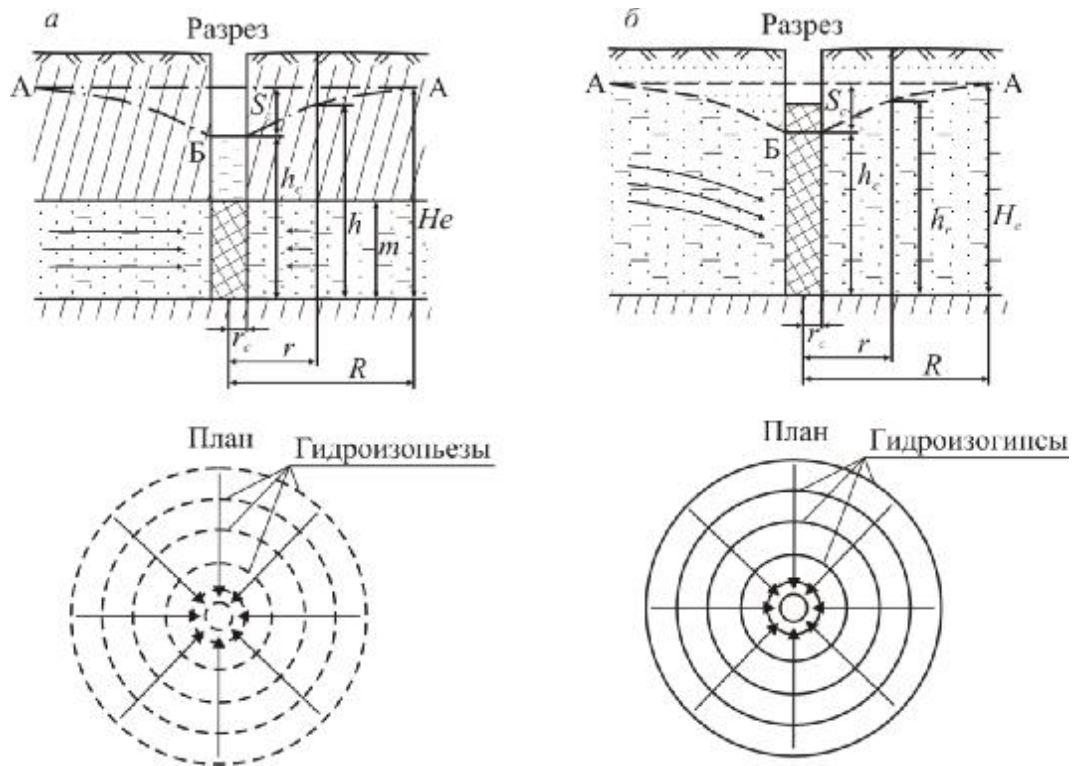 а
Разрез
А
А
S
c
Б
h
c
h
m
He
r
c
r
R
План
Гидроизопьезы
б
Разрез
А
А
S
c
Б
h
c
h
r
H
e
r
c
r
R
План
Гидроизогипсы